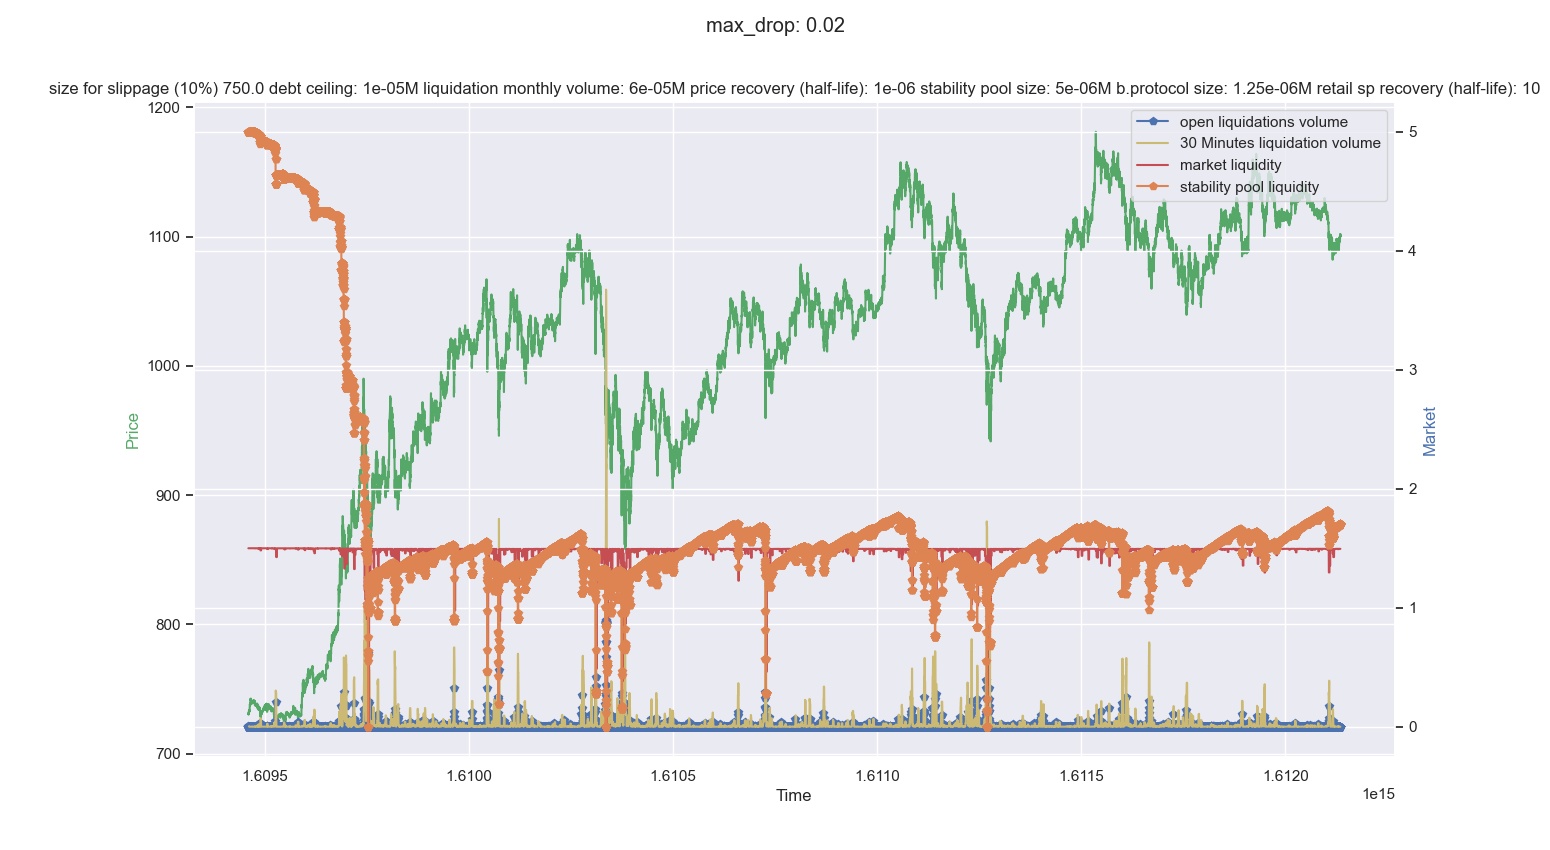 max_drop: 0.02
size for slippage (10%) 750.0 debt ceiling: 1e-05M liquidation monthly volume: 6e-05M price recovery (half-life): 1e-06 stability pool size: 5e-06M b.protocol size: 1.25e-06M retail sp recovery (half-life): 10
open liquidations volume
30 Minutes liquidation volume
market liquidity
stability pool liquidity
1200
1100
1000
900
800
700
Price
5
4
3
2
1
0
Market
1.6095
1.6100
1.6105
1.6110
1.6115
1.6120
1e15
Time